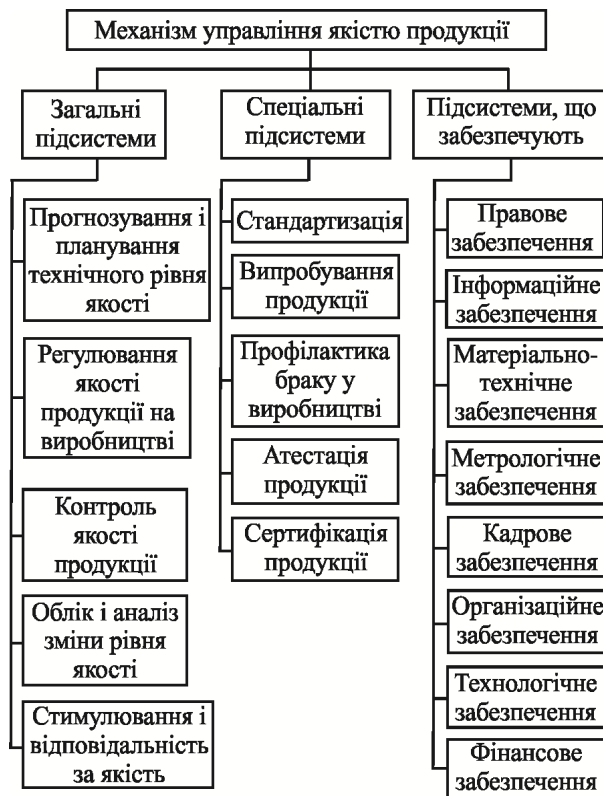 Механізм управління якістю продукції
Загальні
підсистеми
Спеціальні
підсистеми
Підсистеми, що
забезпечують
Прогнозування і
планування
технічного рівня
якості
Регулювання
якості
продукції на
виробництві
Контроль
якості
продукції
Облік і аналіз
зміни рівня
якості
Стимулювання і
відповідальність
за якість
Стандартизація
Випробування
продукції
Профілактика
браку у
виробництві
Атестація
продукції
Сертифікація
продукції
Правове
забезпечення
Інформаційне
забезпечення
Матеріально-
технічне
забезпечення
Метрологічне
забезпечення
Кадрове
забезпечення
Організаційне
забезпечення
Технологічне
забезпечення
Фінансове
забезпечення